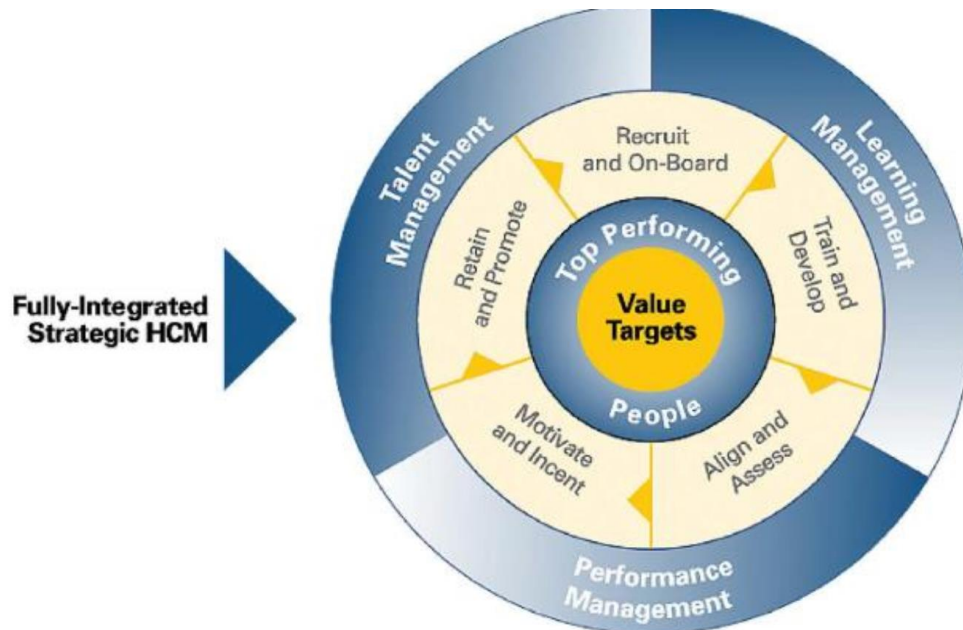 Fully-Integrated
Strategic HCM
Talent
Management
Learning
Management
Performance
Management
Recruit
and On-Board
Train and
Develop
Align and
Assess
Motivate
and Incent
Retain
and Promote
Top Performing
People
Value
Targets